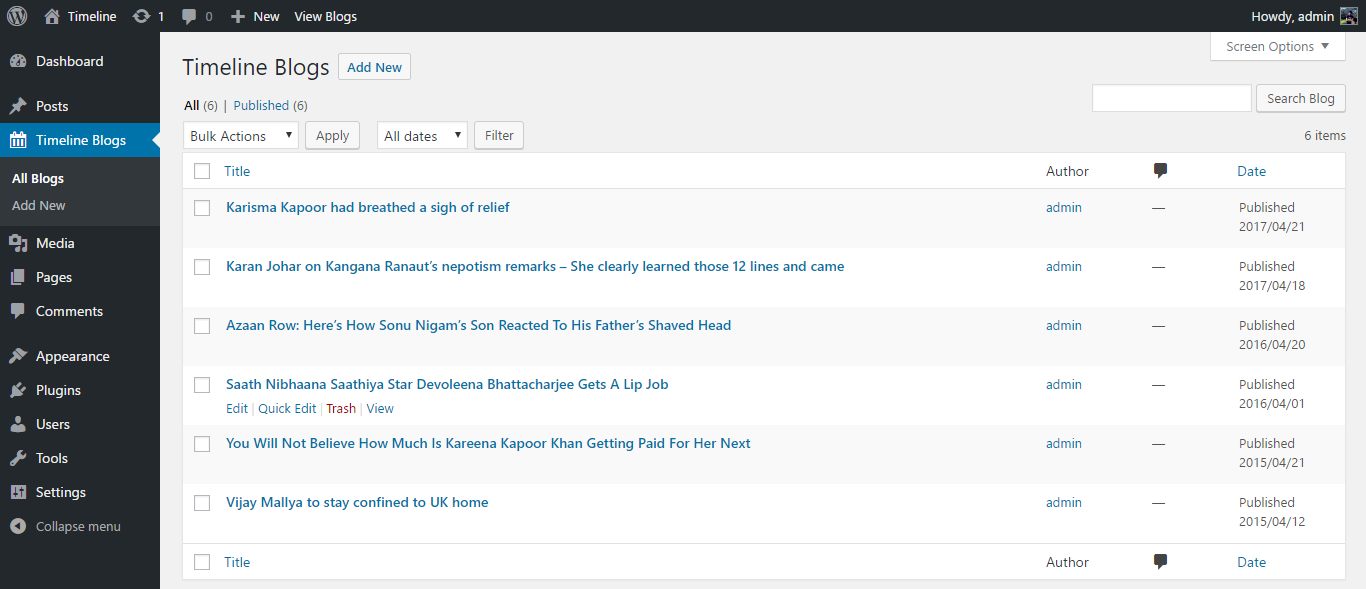 Timeline 1 0 New View Blogs Howdy, admin
Dashboard
Posts
Timeline Blogs
All Blogs
Add New
Media
Pages
Comments
Appearance
Plugins
Users
Tools
Settings
Collapse menu
Screen Options ▼
Timeline Blogs Add New
All (6) | Published (6)
Search Blog
Bulk Actions ▼ Apply All dates ▼ Filter 6 items
Title Author Date
Karisma Kapoor had breathed a sigh of relief admin — Published
2017/04/21
Karan Johar on Kangana Ranaut’s nepotism remarks – She clearly learned those 12 lines and came admin — Published
2017/04/18
Azaan Row: Here’s How Sonu Nigam’s Son Reacted To His Father’s Shaved Head admin — Published
2016/04/20
Saath Nibhaana Saathiya Star Devoleena Bhattacharjee Gets A Lip Job admin — Published
Edit | Quick Edit | Trash | View 2016/04/01
You Will Not Believe How Much Is Kareena Kapoor Khan Getting Paid For Her Next admin — Published
2015/04/21
Vijay Mallya to stay confined to UK home admin — Published
2015/04/12
Title Author Date